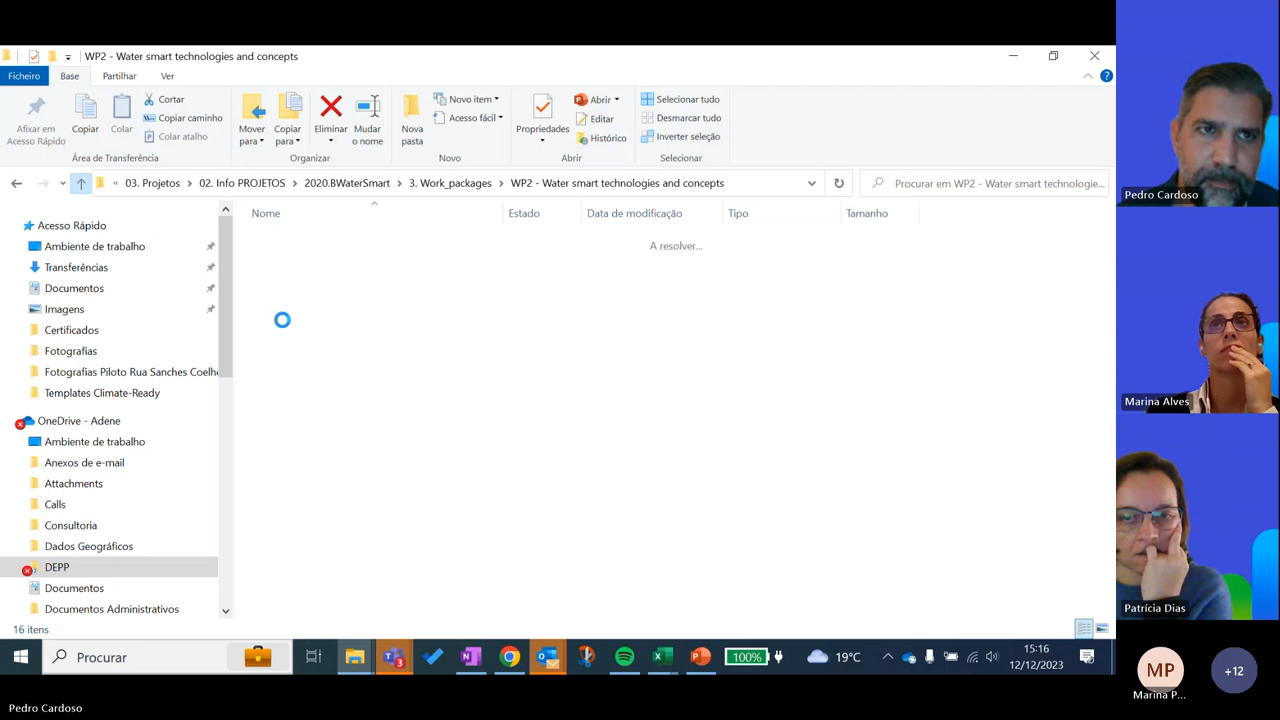 WP2 - Water smart technologies and concepts
Ficheiro Base Partilhar Ver
Afixar em Acesso Rápido
Copiar
Colar
Cortar
Copiar caminho
Colar atalho
Área de Transferência
Mover para
Copiar para
Eliminar
Mudar o nome
Organizar
Nova pasta
Novo item
Acesso fácil
Novo
Propriedades
Abrir
Editar
Histórico
Abrir
Selecionar tudo
Desmarcar tudo
Inverter seleção
Selecionar
« 03. Projetos > 02. Info PROJETOS > 2020.BWaterSmart > 3. Work_packages > WP2 - Water smart technologies and concepts
Procurar em WP2 - Water smart technologie...
Nome Estado Data de modificação Tipo Tamanho
A resolver...
Acesso Rápido
Ambiente de trabalho
Transferências
Documentos
Imagens
Certificados
Fotografias
Fotografias Piloto Rua Sanches Coelho
Templates Climate-Ready
OneDrive - Adene
Ambiente de trabalho
Anexos de e-mail
Attachments
Calls
Consultoria
Dados Geográficos
DEPP
Documentos
Documentos Administrativos
16 itens
Procurar
3
100%
19°C
15:16
12/12/2023
Pedro Cardoso
Marina Alves
Patrícia Dias
MP
Marina P...
+12
Pedro Cardoso